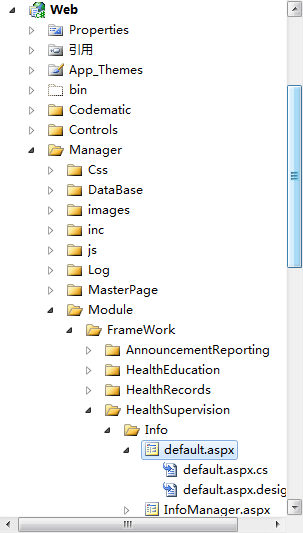 Web
Properties
引用
App_Themes
bin
Codematic
Controls
Manager
Css
DataBase
images
inc
js
Log
MasterPage
Module
FrameWork
AnnouncementReporting
HealthEducation
HealthRecords
HealthSupervision
Info
default.aspx
default.aspx.cs
default.aspx.desig
InfoManager.aspx